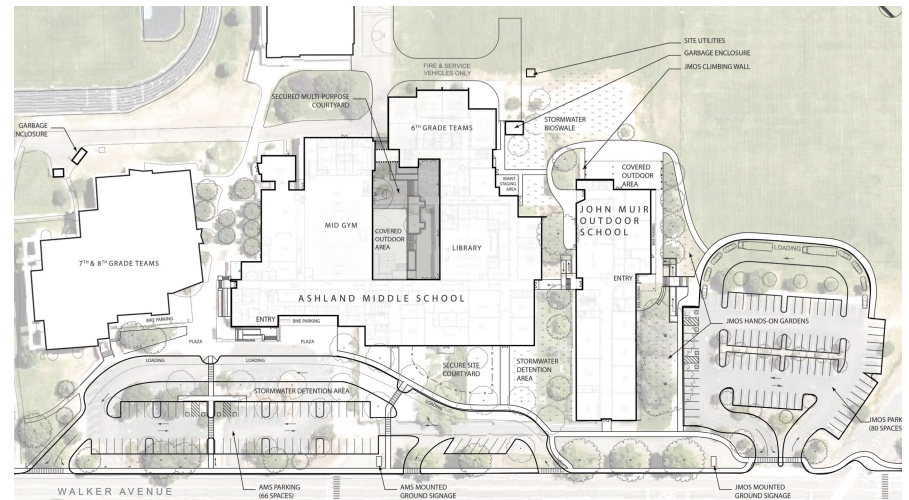 SITE UTILITIES
GARBAGE ENCLOSURE
JMOS CLIMBING WALL
FIRE & SERVICE
VEHICLES ONLY
SECURED MULTI PURPOSE
COURTYARD
6TH GRADE TEAMS
STORMWATER
BIOSWALE
GARBAGE
NCLOSURE
COVERED
OUTDOOR
AREA
MAINT.
STAGING
AREA
JOHN MUIR
OUTDOOR
SCHOOL
MID GYM
COVERED
OUTDOOR
AREA
LIBRARY
7TH & 8TH GRADE TEAMS
LOADING
ENTRY
ASHLAND MIDDLE SCHOOL
ENTRY
BIKE PARKING
BIKE PARKING
PLAZA
PLAZA
JMOS HANDS-ON GARDENS
LOADING
LOADING
SECURE SITE
COURTYARD
STORMWATER
DETENTION
AREA
STORMWATER DETENTION AREA
JMOS PARK
(80 SPACES)
WALKER AVENUE
AMS PARKING
(66 SPACES)
AMS MOUNTED
GROUND SIGNAGE
JMOS MOUNTED
GROUND SIGNAGE